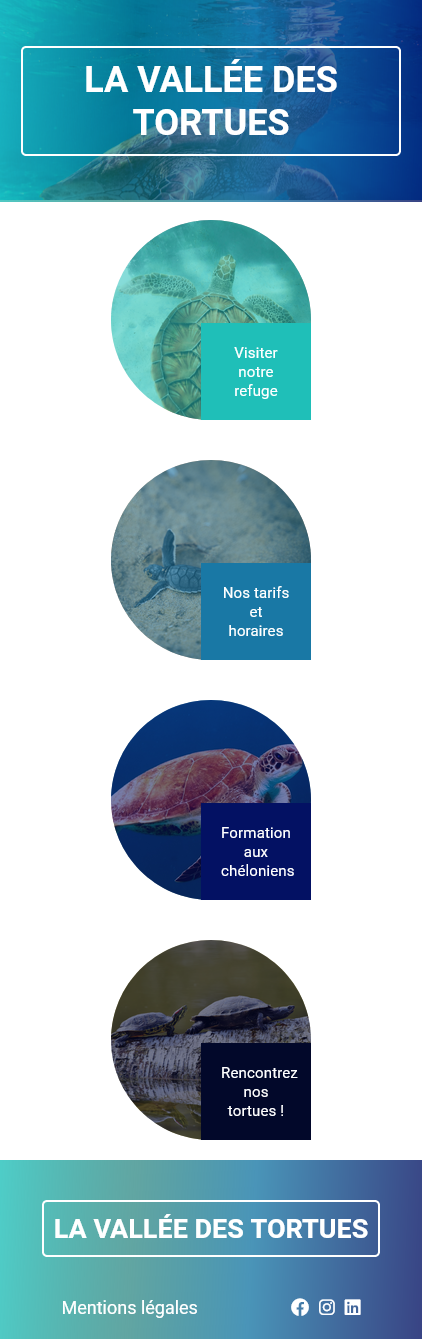 LA VALLÉE DES
TORTUES
Visiter
notre
refuge
Nos tarifs
et
horaires
Formation
aux
chéloniens
Rencontrez
nos
tortues !
LA VALLÉE DES TORTUES
Mentions légales